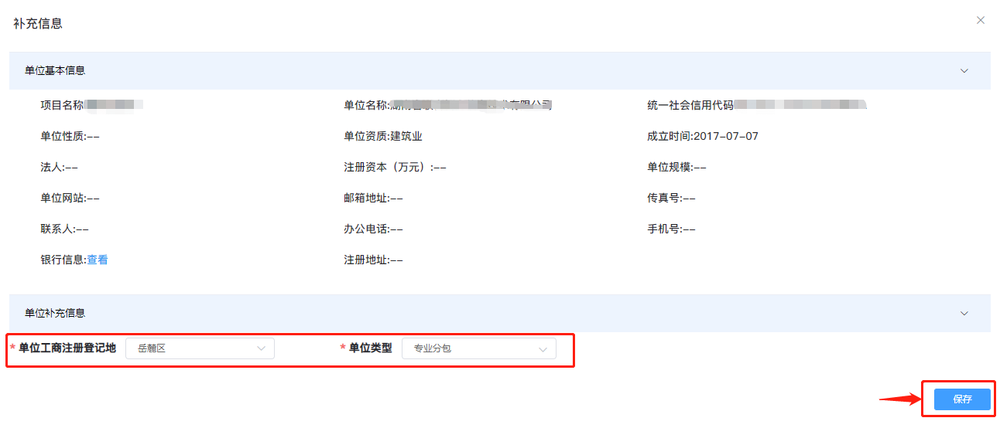 补充信息
单位基本信息
项目名称 单位名称: 有限公司 统一社会信用代码
单位性质:-- 单位资质:建筑业 成立时间:2017-07-07
法人:-- 注册资本（万元）:-- 单位规模:--
单位网站:-- 邮箱地址:-- 传真号:--
联系人:-- 办公电话:-- 手机号:--
银行信息:查看 注册地址:--
单位补充信息
* 单位工商注册登记地 岳麓区 * 单位类型 专业分包
保存